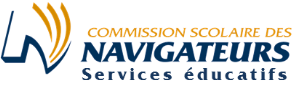 COMMISSION SCOLAIRE DES
NAVIGATEURS
Services éducatifs